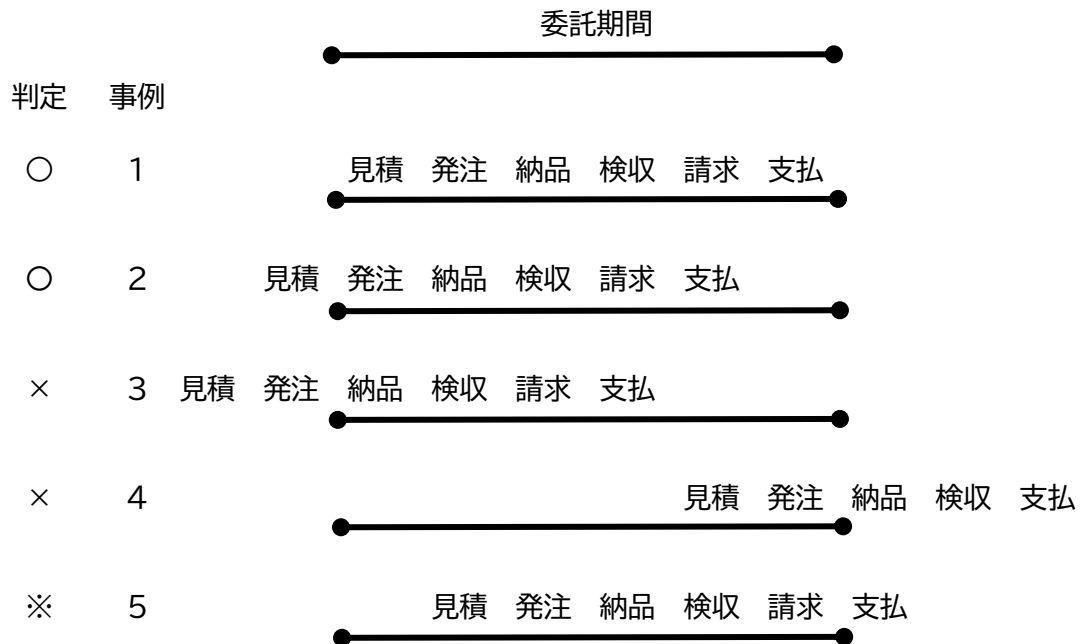 委託期間
判定 事例
○ 1 見積 発注 納品 検収 請求 支払
○ 2 見積 発注 納品 検収 請求 支払
× 3 見積 発注 納品 検収 請求 支払
× 4 見積 発注 納品 検収 支払
※ 5 見積 発注 納品 検収 請求 支払